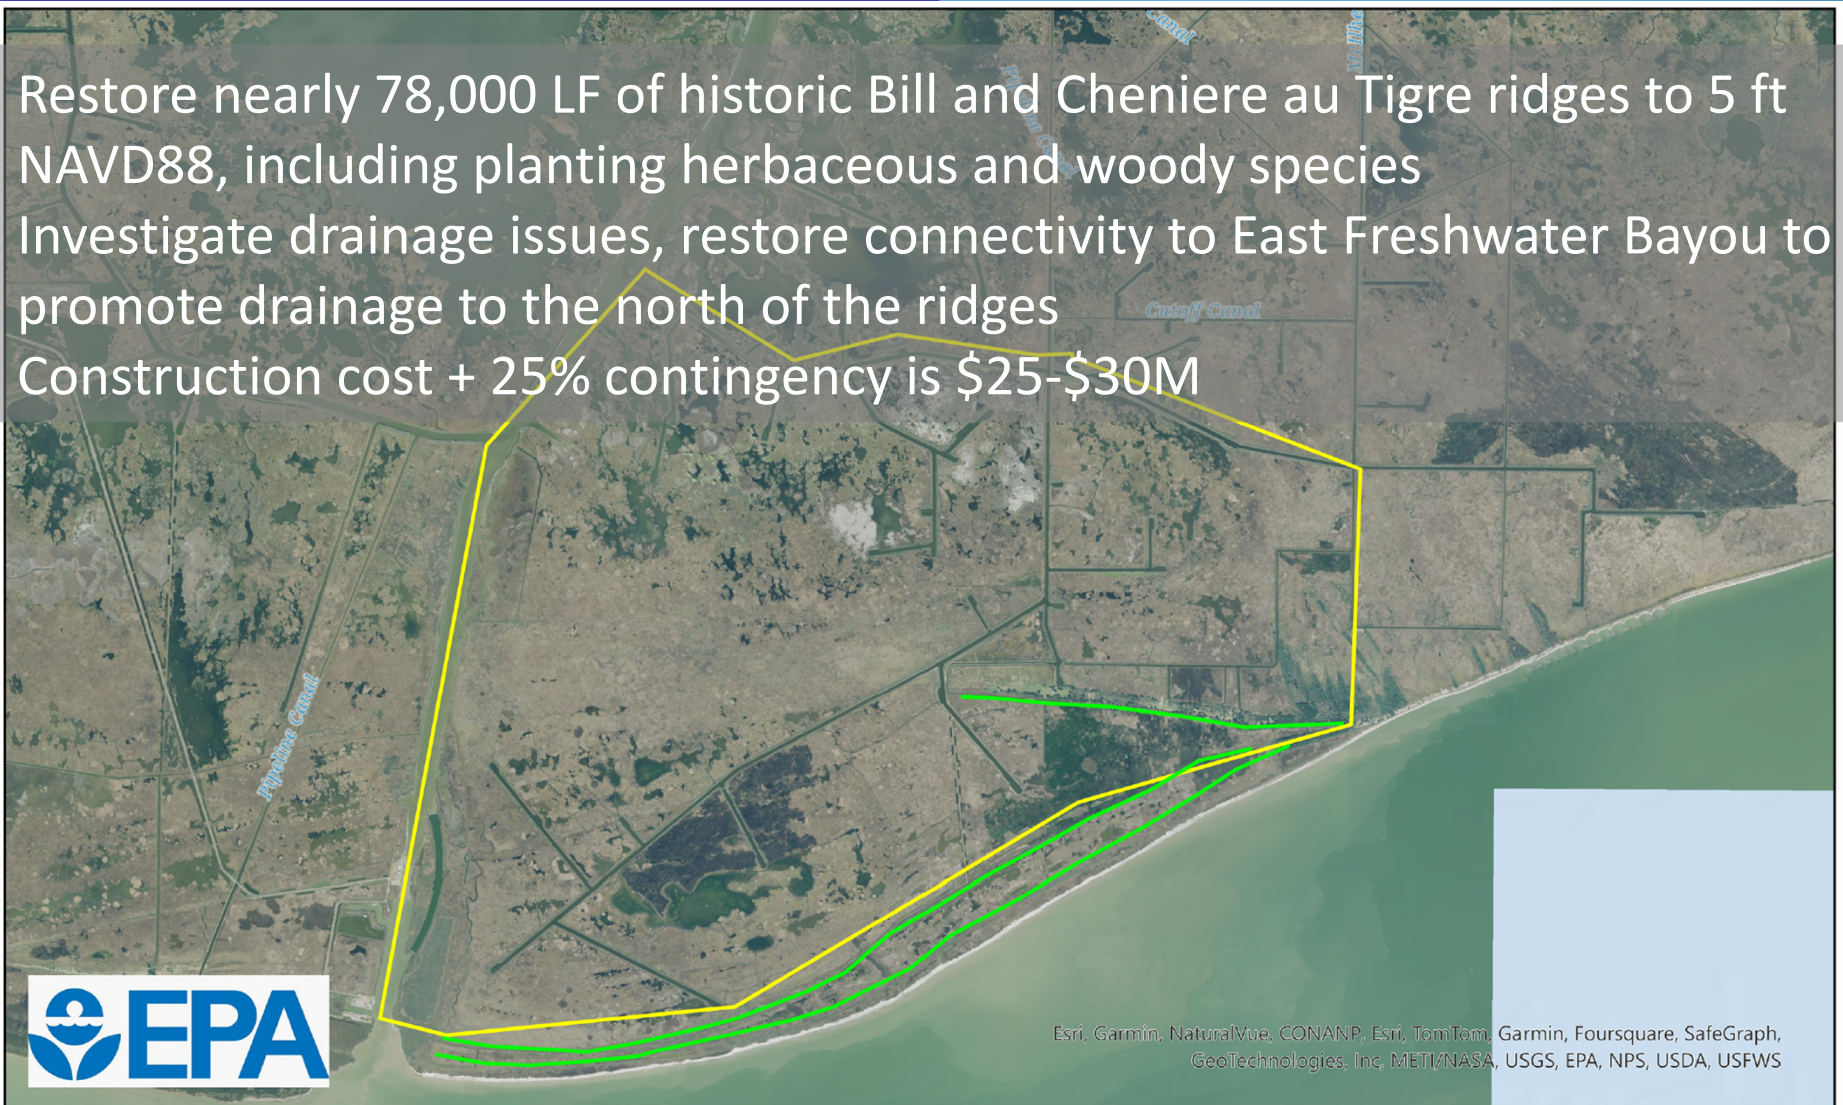 Canal
Restore nearly 78,000 LF of historic Bill and Cheniere au Tigre ridges to 5 ft
NAVD88, including planting herbaceous and woody species
Investigate drainage issues, restore connectivity to East Freshwater Bayou to
promote drainage to the north of the ridges
Cutoff Canal
Construction cost + 25% contingency is $25-$30M
Pipeline Canal
EPA
Esri, Garmin, NaturalVue, CONANP, Esri, TomTom, Garmin, Foursquare, SafeGraph,
GeoTechnologies, Inc, METI/NASA, USGS, EPA, NPS, USDA, USFWS